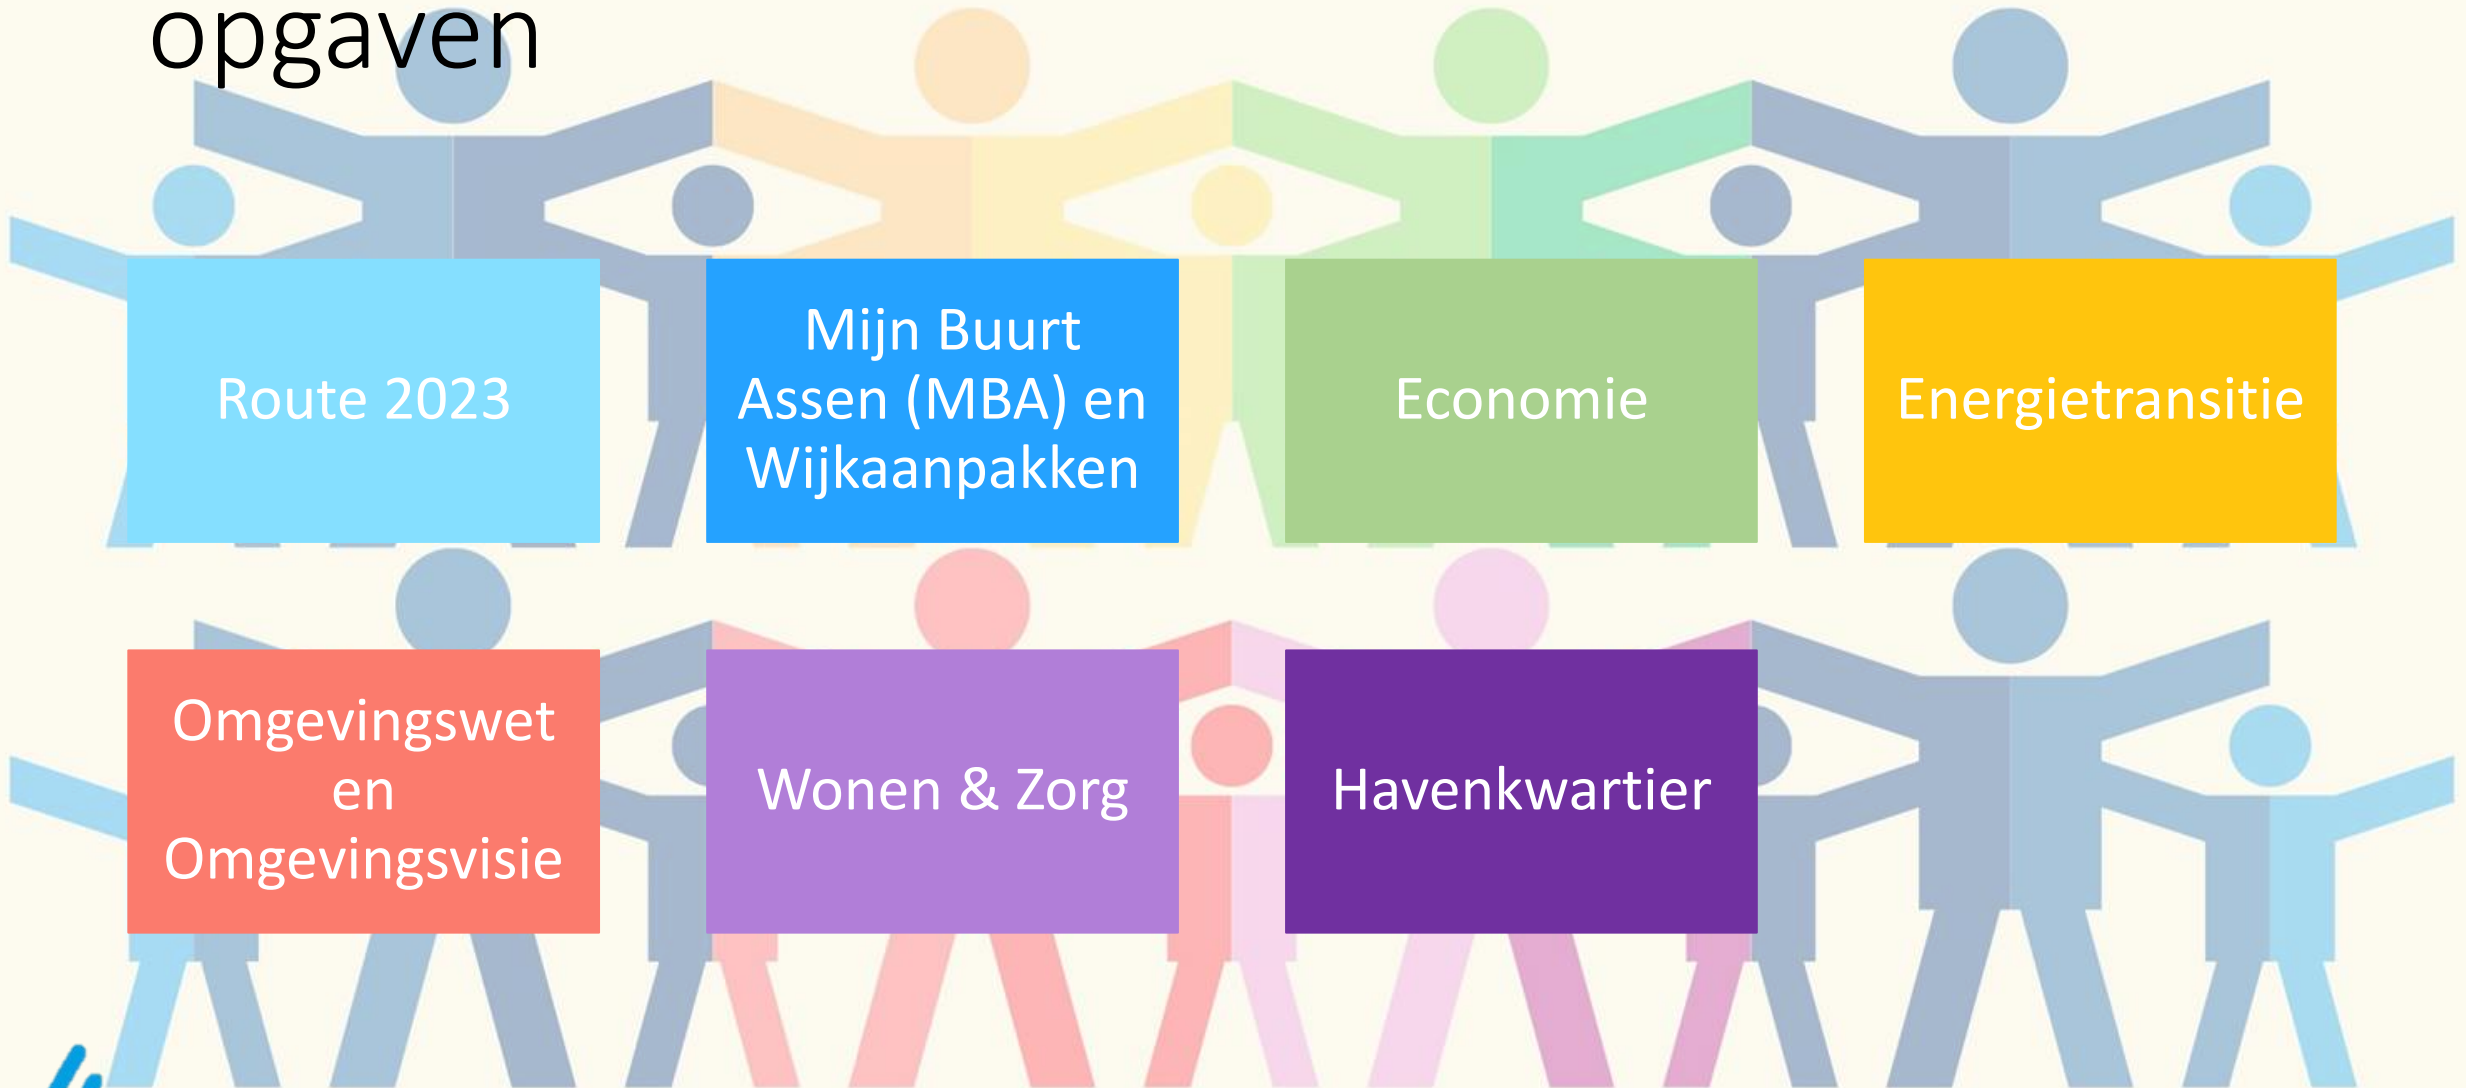 opgaven
Route 2023
Mijn Buurt
Assen (MBA) en
Wijkaanpakken
Economie
Energietransitie
Omgevingswet
en
Omgevingsvisie
Wonen & Zorg
Havenkwartier